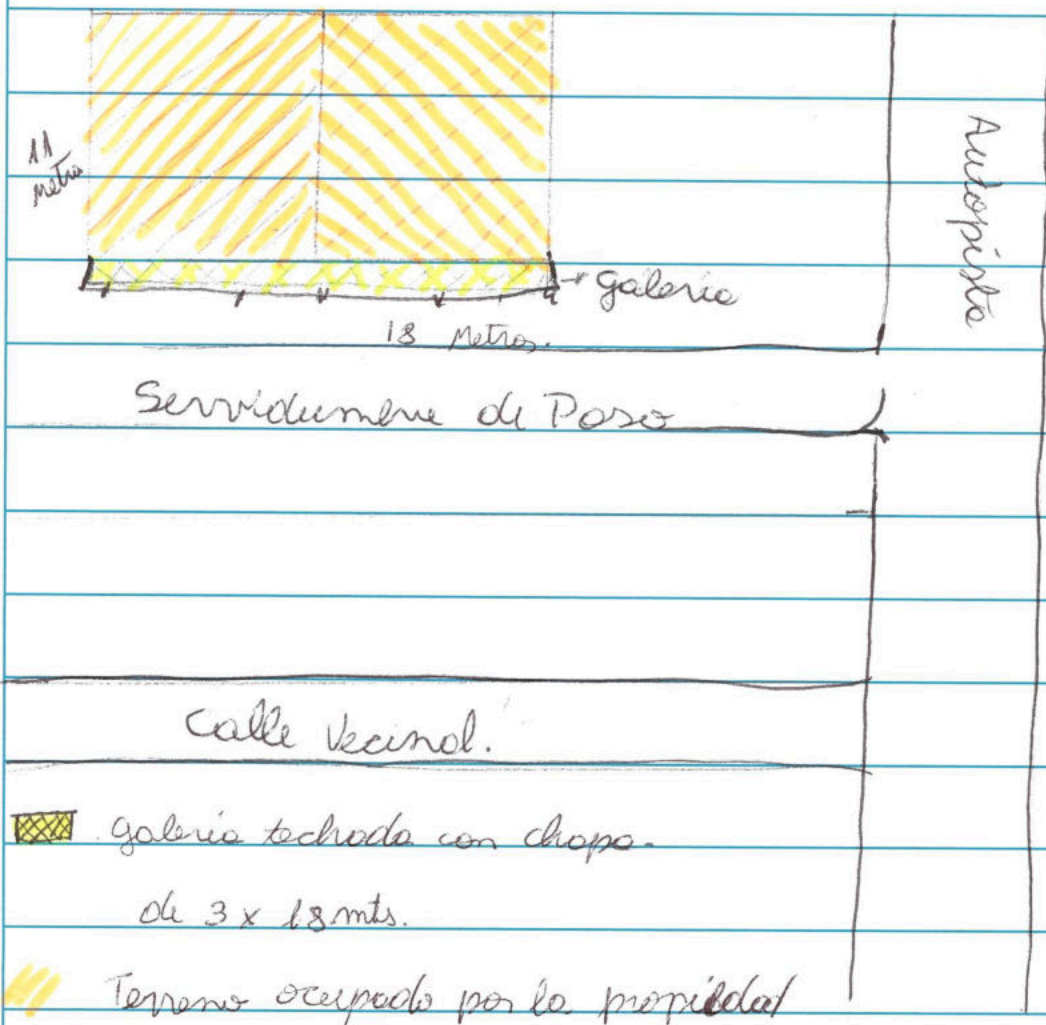 11
metros
Autopista
galeria
18 Metros.
Servidumbre de Paso
Calle Vecinal.
galeria techada con chapa.
de 3 x 18 mts.
Terreno ocupado por la propiedad